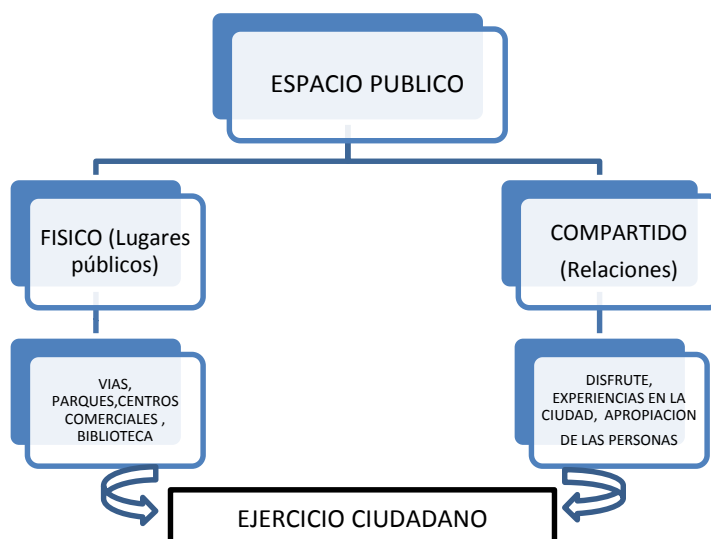 ESPACIO PUBLICO
FISICO (Lugares
públicos)
COMPARTIDO
(Relaciones)
VIAS,
PARQUES,CENTROS
COMERCIALES ,
BIBLIOTECA
DISFRUTE,
EXPERIENCIAS EN LA
CIUDAD, APROPIACION
DE LAS PERSONAS
EJERCICIO CIUDADANO